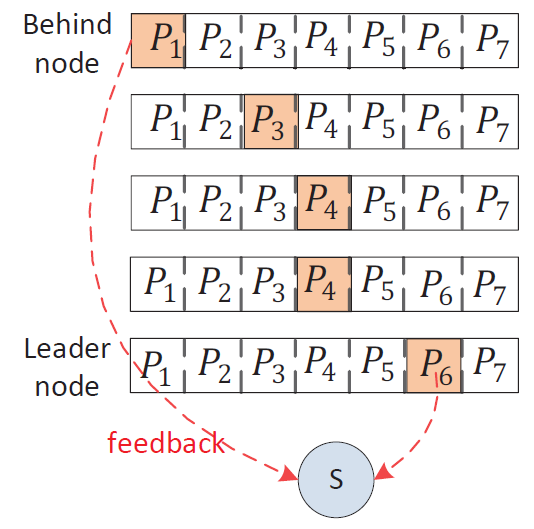 Behind node
P1 P2 P3 P4 P5 P6 P7
P1 P2 P3 P4 P5 P6 P7
P1 P2 P3 P4 P5 P6 P7
P1 P2 P3 P4 P5 P6 P7
Leader node
P1 P2 P3 P4 P5 P6 P7
feedback
S